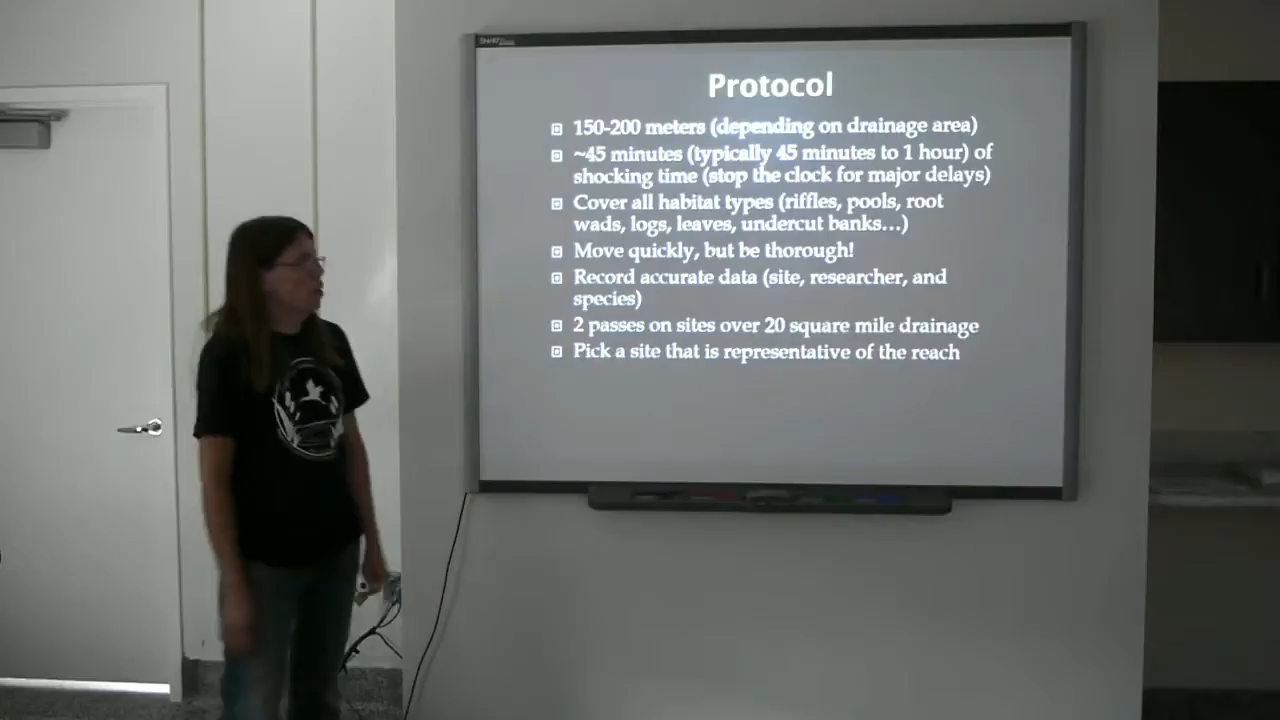 Protocol
150-200 meters (depending on drainage area)
~45 minutes (typically 45 minutes to 1 hour) of
shocking time (stop the clock for major delays)
Cover all habitat types (riffles, pools, root
wads, logs, leaves, undercut banks...)
Move quickly, but be thorough!
Record accurate data (site, researcher, and
species)
2 passes on sites over 20 square mile drainage
Pick a site that is representative of the reach